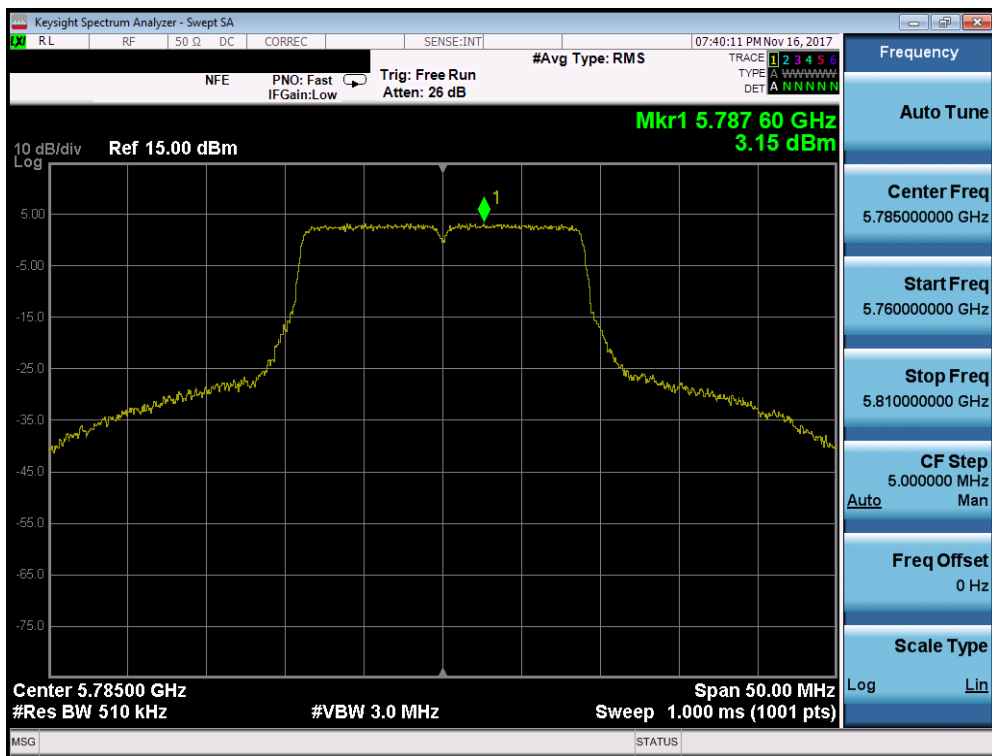 Keysight Spectrum Analyzer - Swept SA
LXI RL RF 50 Ω DC CORREC SENSE:INT 07:40:11 PM Nov 16, 2017
#Avg Type: RMS TRACE 1 2 3 4 5 6
NFE PNO: Fast Trig: Free Run TYPE A WWWWW
IFGain:Low Atten: 26 dB DET A N N N N N
Mkr1 5.787 60 GHz
10 dB/div Ref 15.00 dBm 3.15 dBm
Log
1
5.00
-5.00
-15.0
-25.0
-35.0
-45.0
-55.0
-65.0
-75.0
Center 5.78500 GHz Span 50.00 MHz
#Res BW 510 kHz #VBW 3.0 MHz Sweep 1.000 ms (1001 pts)
MSG STATUS
Frequency
Auto Tune
Center Freq
5.785000000 GHz
Start Freq
5.760000000 GHz
Stop Freq
5.810000000 GHz
CF Step
5.000000 MHz
Auto Man
Freq Offset
0 Hz
Scale Type
Log Lin